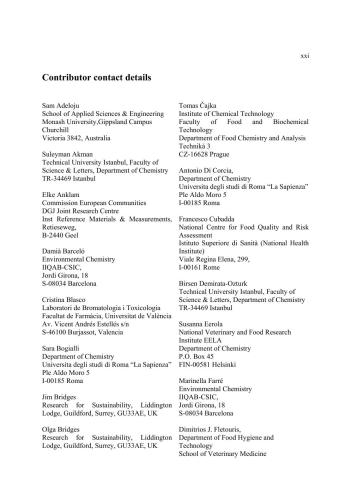 xxi
Contributor contact details
Sam Adeloju
School of Applied Sciences & Engineering
Monash University,Gippsland Campus
Churchill
Victoria 3842, Australia
Suleyman Akman
Technical University Istanbul, Faculty of
Science & Letters, Department of Chemistry
TR-34469 Istanbul
Elke Anklam
Commission European Communities
DGJ Joint Research Centre
Inst Reference Materials & Measurements,
Retieseweg,
B-2440 Geel
Damià Barceló
Environmental Chemistry
IIQAB-CSIC,
Jordi Girona, 18
S-08034 Barcelona
Cristina Blasco
Laboratori de Bromatologia i Toxicologia
Facultat de Farmàcia, Universitat de València
Av. Vicent Andrés Estellés s/n
S-46100 Burjassot, Valencia
Sara Bogialli
Department of Chemistry
Universita degli studi di Roma “La Sapienza”
Ple Aldo Moro 5
I-00185 Roma
Jim Bridges
Research for Sustainability, Liddington
Lodge, Guildford, Surrey, GU33AE, UK
Olga Bridges
Research for Sustainability, Liddington
Lodge, Guildford, Surrey, GU33AE, UK
Tomas Čajka
Institute of Chemical Technology
Faculty of Food and Biochemical
Technology
Department of Food Chemistry and Analysis
Techniká 3
CZ-16628 Prague
Antonio Di Corcia,
Department of Chemistry
Universita degli studi di Roma “La Sapienza”
Ple Aldo Moro 5
I-00185 Roma
Francesco Cubadda
National Centre for Food Quality and Risk
Assessment
Istituto Superiore di Sanità (National Health
Institute)
Viale Regina Elena, 299,
I-00161 Rome
Birsen Demirata-Ozturk
Technical University Istanbul, Faculty of
Science & Letters, Department of Chemistry
TR-34469 Istanbul
Susanna Eerola
National Veterinary and Food Research
Institute EELA
Department of Chemistry
P.O. Box 45
FIN-00581 Helsinki
Marinella Farré
Environmental Chemistry
IIQAB-CSIC,
Jordi Girona, 18
S-08034 Barcelona
Dimitrios J. Fletouris,
Department of Food Hygiene and
Technology
School of Veterinary Medicine